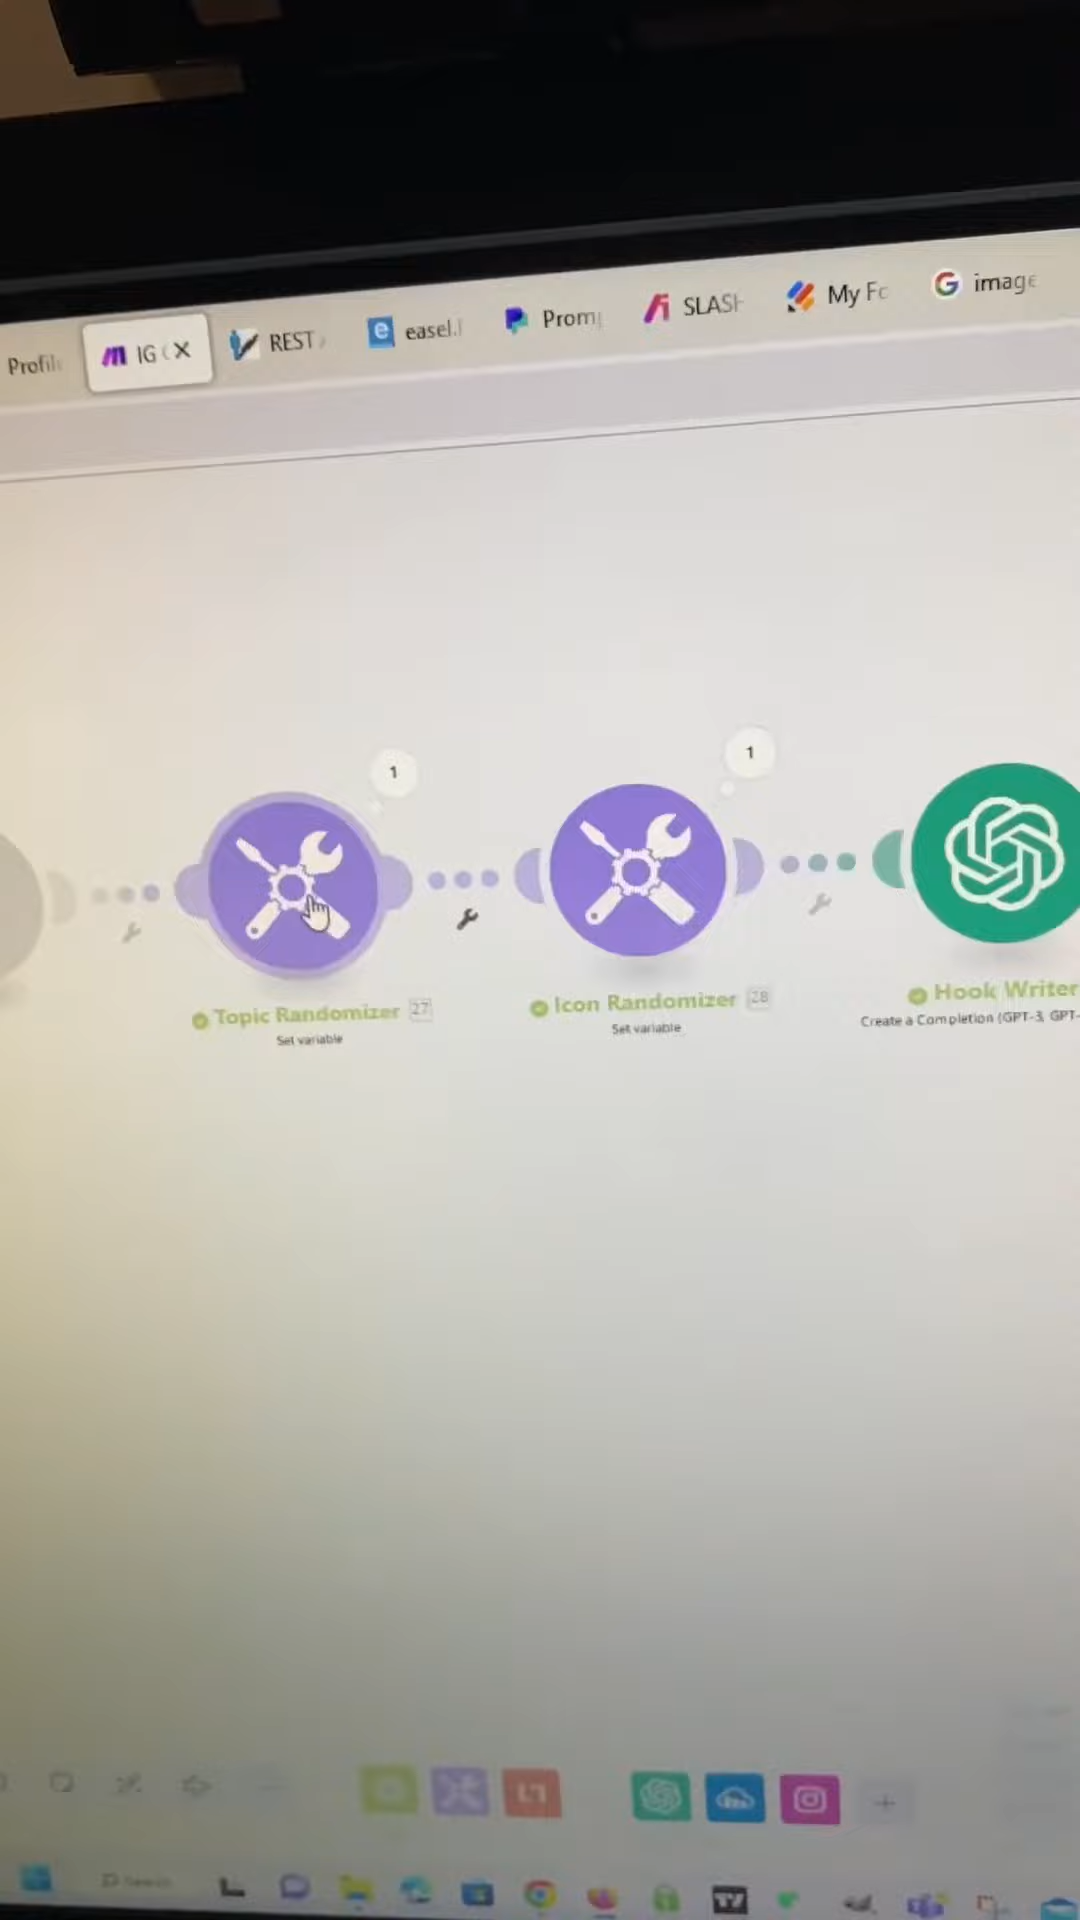 Profil
IG (
REST
easel.
Prom
SLASH
My Fo
image
1
1
Topic Randomizer 27
Set variable
Icon Randomizer 28
Set variable
Hook Writer
Create a Completion (GPT-3, GPT-